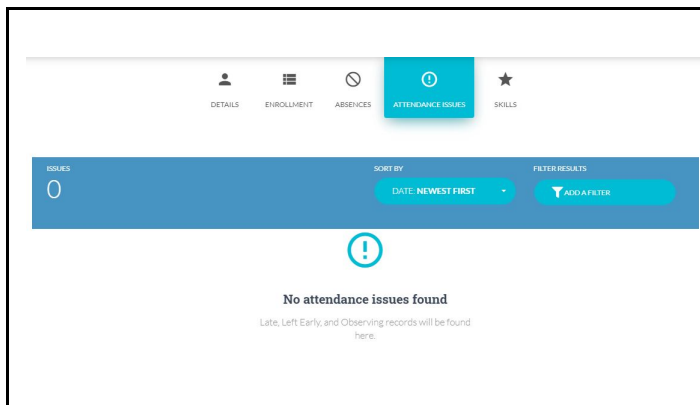 DETAILS ENROLLMENT ABSENCES ATTENDANCE ISSUES SKILLS
ISSUES SORT BY FILTER RESULTS
0 DATE: NEWEST FIRST ADD A FILTER
No attendance issues found
Late, Left Early, and Observing records will be found
here.